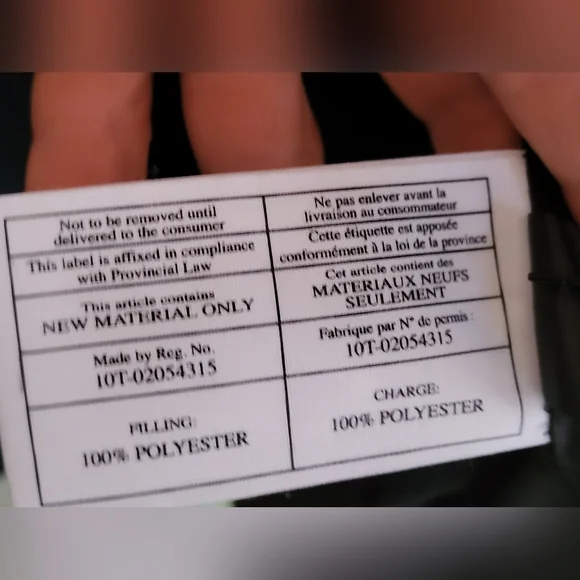 Not to be removed until
delivered to the consumer
This label is affixed in compliance
with Provincial Law
This article contains
NEW MATERIAL ONLY
Made by Reg. No.
10T-02054315
FILLING:
100% POLYESTER
Ne pas enlever avant la
livraison au consommateur
Cette étiquette est apposée
conformément à la loi de la province
Cet article contient des
MATERIAUX NEUFS
SEULEMENT
Fabrique par N° de permis :
10T-02054315
CHARGE:
100% POLYESTER